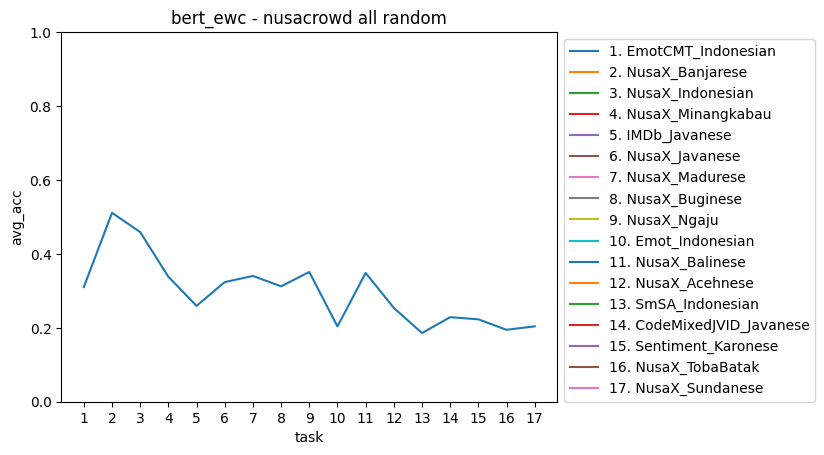 bert_ewc - nusacrowd all random
1.0
0.8
0.6
0.4
0.2
0.0
avg_acc
1 2 3 4 5 6 7 8 9 10 11 12 13 14 15 16 17
task
1. EmotCMT_Indonesian
2. NusaX_Banjarese
3. NusaX_Indonesian
4. NusaX_Minangkabau
5. IMDb_Javanese
6. NusaX_Javanese
7. NusaX_Madurese
8. NusaX_Buginese
9. NusaX_Ngaju
10. Emot_Indonesian
11. NusaX_Balinese
12. NusaX_Acehnese
13. SmSA_Indonesian
14. CodeMixedJVID_Javanese
15. Sentiment_Karonese
16. NusaX_TobaBatak
17. NusaX_Sundanese